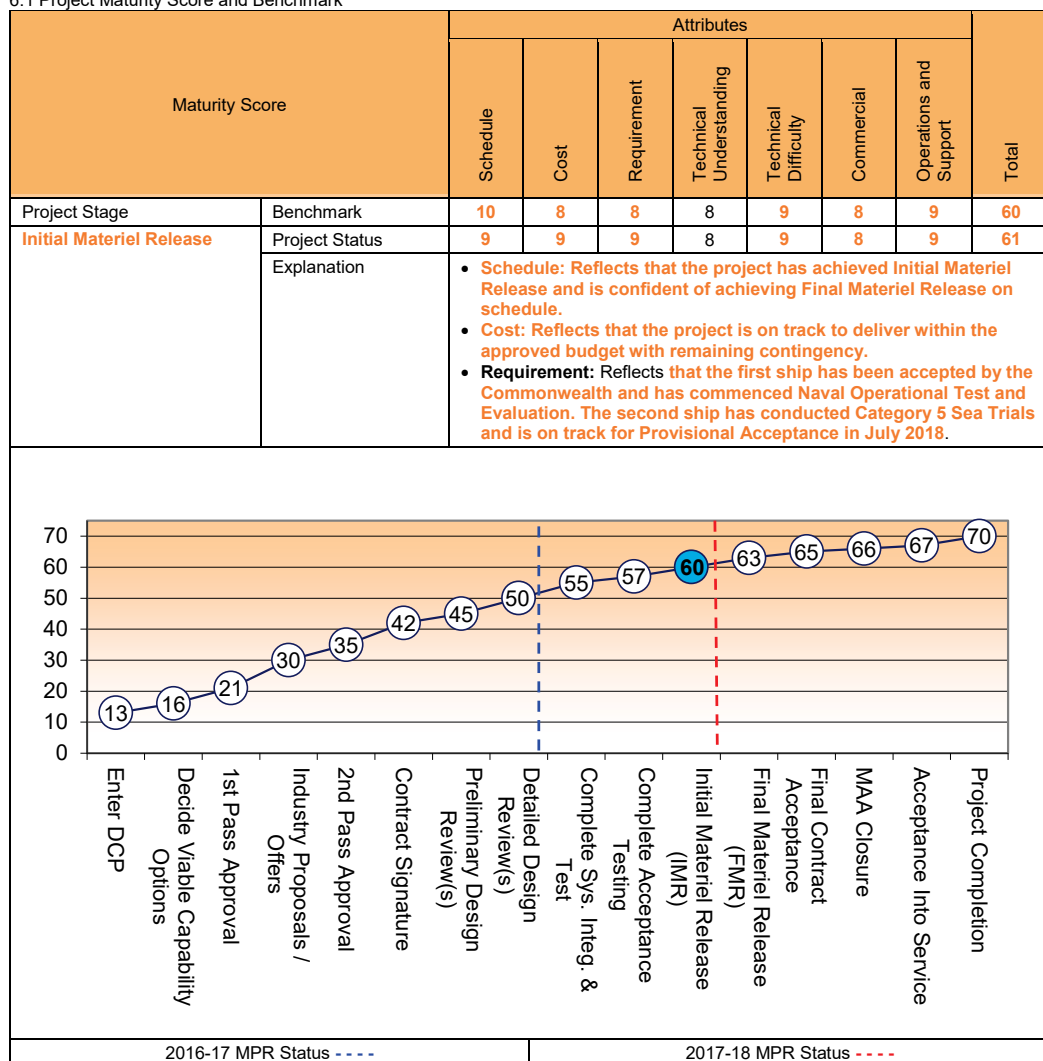 6.1 Project Maturity Score and Benchmark
Maturity Score
Attributes
Schedule
Cost
Requirement
Technical
Understanding
Technical
Difficulty
Commercial
Operations and
Support
Total
Project Stage Benchmark 10 8 8 8 9 8 9 60
Initial Materiel Release Project Status 9 9 9 8 9 8 9 61
Explanation
• Schedule: Reflects that the project has achieved Initial Materiel
Release and is confident of achieving Final Materiel Release on
schedule.
• Cost: Reflects that the project is on track to deliver within the
approved budget with remaining contingency.
• Requirement: Reflects that the first ship has been accepted by the
Commonwealth and has commenced Naval Operational Test and
Evaluation. The second ship has conducted Category 5 Sea Trials
and is on track for Provisional Acceptance in July 2018.
70
60
50
40
30
20
10
0
13
16
21
30
35
42
45
50
55
57
60
63
65
66
67
70
Enter DCP
Decide Viable Capability
Options
1st Pass Approval
Industry Proposals /
Offers
2nd Pass Approval
Contract Signature
Preliminary Design
Review(s)
Detailed Design
Review(s)
Complete Sys. Integ. &
Test
Complete Acceptance
Testing
Initial Materiel Release
(IMR)
Final Materiel Release
(FMR)
Final Contract
Acceptance
MAA Closure
Acceptance Into Service
Project Completion
2016-17 MPR Status - - - -
2017-18 MPR Status - - - -